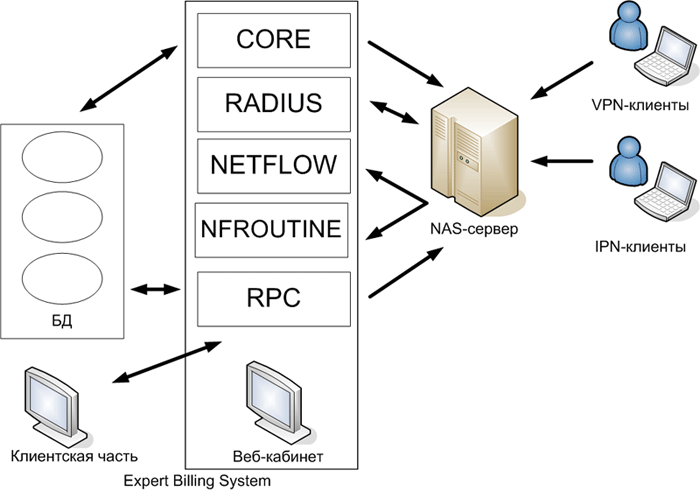 CORE
RADIUS
NETFLOW
NFROUTINE
RPC
БД
Клиентская часть
Веб-кабинет
Expert Billing System
NAS-сервер
VPN-клиенты
IPN-клиенты